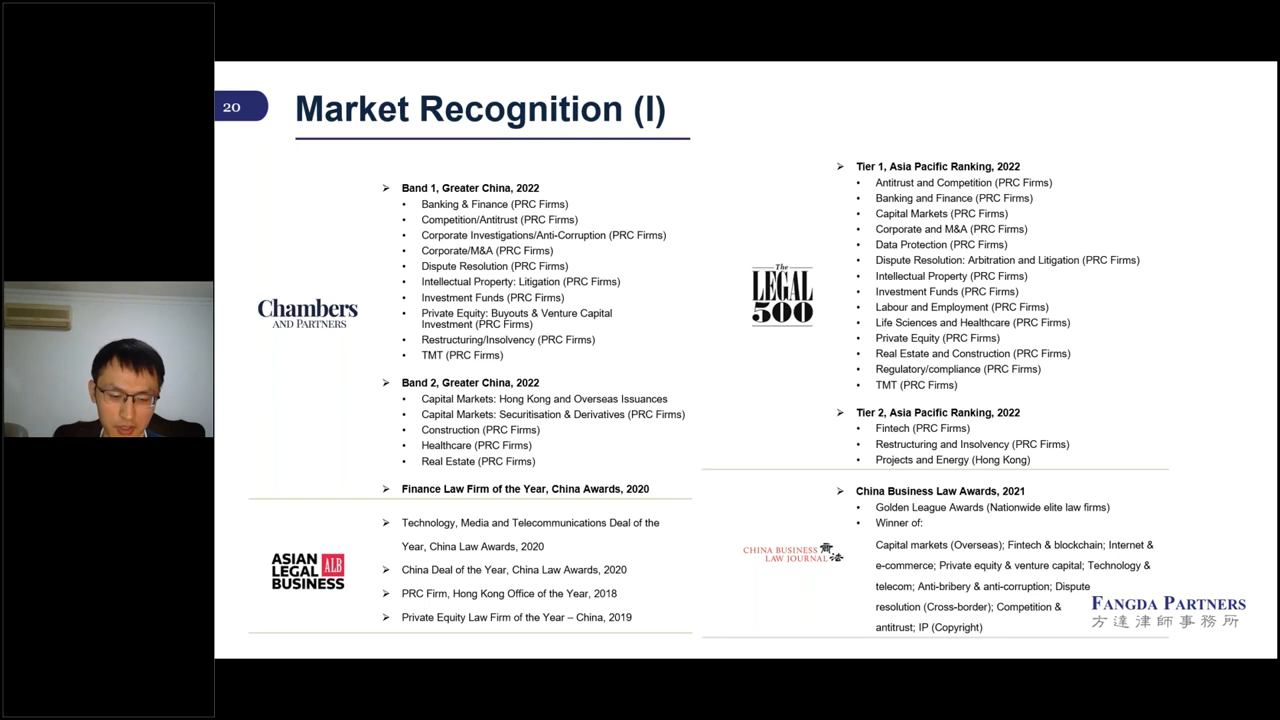 20
Market Recognition (I)
Chambers
AND PARTNERS
➢ Band 1, Greater China, 2022
• Banking & Finance (PRC Firms)
• Competition/Antitrust (PRC Firms)
• Corporate Investigations/Anti-Corruption (PRC Firms)
• Corporate/M&A (PRC Firms)
• Dispute Resolution (PRC Firms)
• Intellectual Property: Litigation (PRC Firms)
• Investment Funds (PRC Firms)
• Private Equity: Buyouts & Venture Capital
Investment (PRC Firms)
• Restructuring/Insolvency (PRC Firms)
• TMT (PRC Firms)
➢ Band 2, Greater China, 2022
• Capital Markets: Hong Kong and Overseas Issuances
• Capital Markets: Securitisation & Derivatives (PRC Firms)
• Construction (PRC Firms)
• Healthcare (PRC Firms)
• Real Estate (PRC Firms)
➢ Finance Law Firm of the Year, China Awards, 2020
ASIAN
LEGAL ALB
BUSINESS
➢ Technology, Media and Telecommunications Deal of the
Year, China Law Awards, 2020
➢ China Deal of the Year, China Law Awards, 2020
➢ PRC Firm, Hong Kong Office of the Year, 2018
➢ Private Equity Law Firm of the Year – China, 2019
The
LEGAL
500
➢ Tier 1, Asia Pacific Ranking, 2022
• Antitrust and Competition (PRC Firms)
• Banking and Finance (PRC Firms)
• Capital Markets (PRC Firms)
• Corporate and M&A (PRC Firms)
• Data Protection (PRC Firms)
• Dispute Resolution: Arbitration and Litigation (PRC Firms)
• Intellectual Property (PRC Firms)
• Investment Funds (PRC Firms)
• Labour and Employment (PRC Firms)
• Life Sciences and Healthcare (PRC Firms)
• Private Equity (PRC Firms)
• Real Estate and Construction (PRC Firms)
• Regulatory/compliance (PRC Firms)
• TMT (PRC Firms)
➢ Tier 2, Asia Pacific Ranking, 2022
• Fintech (PRC Firms)
• Restructuring and Insolvency (PRC Firms)
• Projects and Energy (Hong Kong)
CHINA BUSINESS
LAW JOURNAL
➢ China Business Law Awards, 2021
• Golden League Awards (Nationwide elite law firms)
• Winner of:
Capital markets (Overseas); Fintech & blockchain; Internet &
e-commerce; Private equity & venture capital; Technology &
telecom; Anti-bribery & anti-corruption; Dispute
resolution (Cross-border); Competition &
antitrust; IP (Copyright)
FANGDA PARTNERS
方達律師事務所